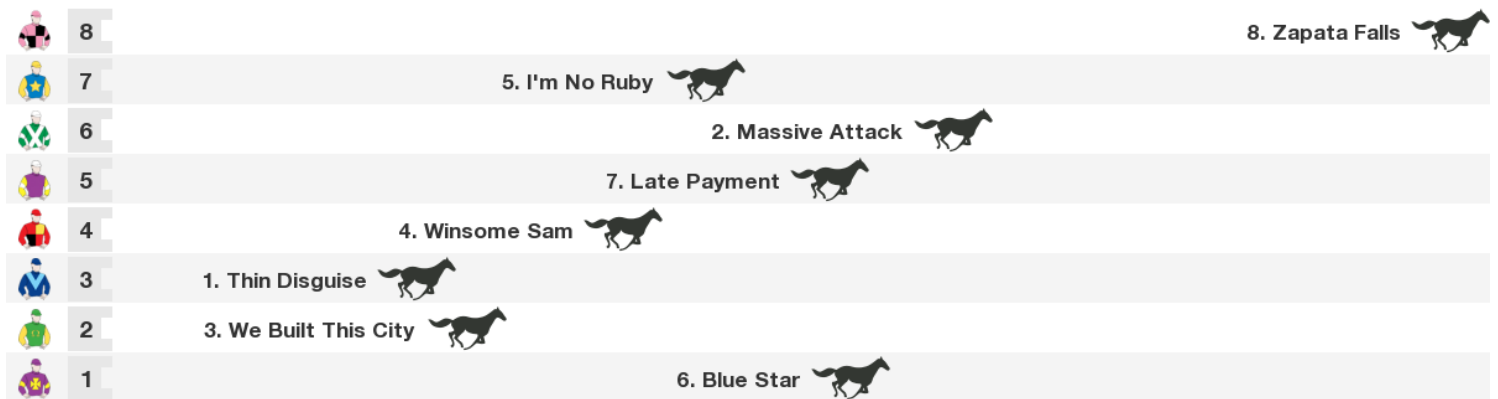 8 8. Zapata Falls
7 5. I'm No Ruby
6 2. Massive Attack
5 7. Late Payment
4 4. Winsome Sam
3 1. Thin Disguise
2 3. We Built This City
1 6. Blue Star